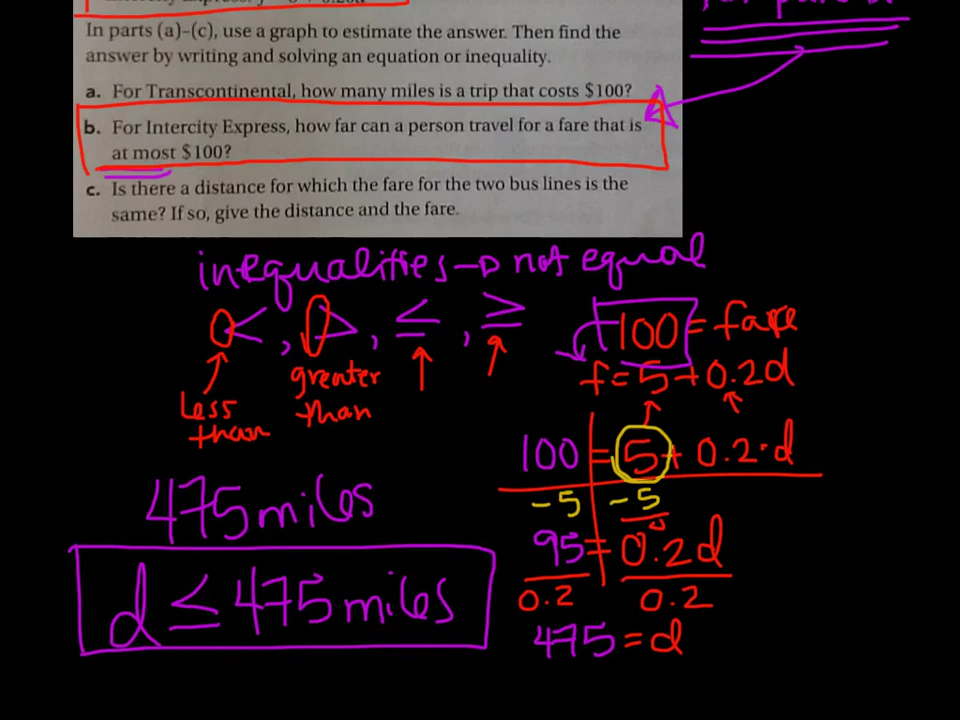 In parts (a)–(c), use a graph to estimate the answer. Then find the
answer by writing and solving an equation or inequality.
a. For Transcontinental, how many miles is a trip that costs $100?
b. For Intercity Express, how far can a person travel for a fare that is
at most $100?
c. Is there a distance for which the fare for the two bus lines is the
same? If so, give the distance and the fare.
inequalities → not equal
<, >, ≤, ≥
less
than
greater
than
100 = fare
f = 5 + 0.2d
100 = 5 + 0.2·d
-5 -5
95 = 0.2d
0.2 0.2
475 = d
475 miles
d ≤ 475 miles